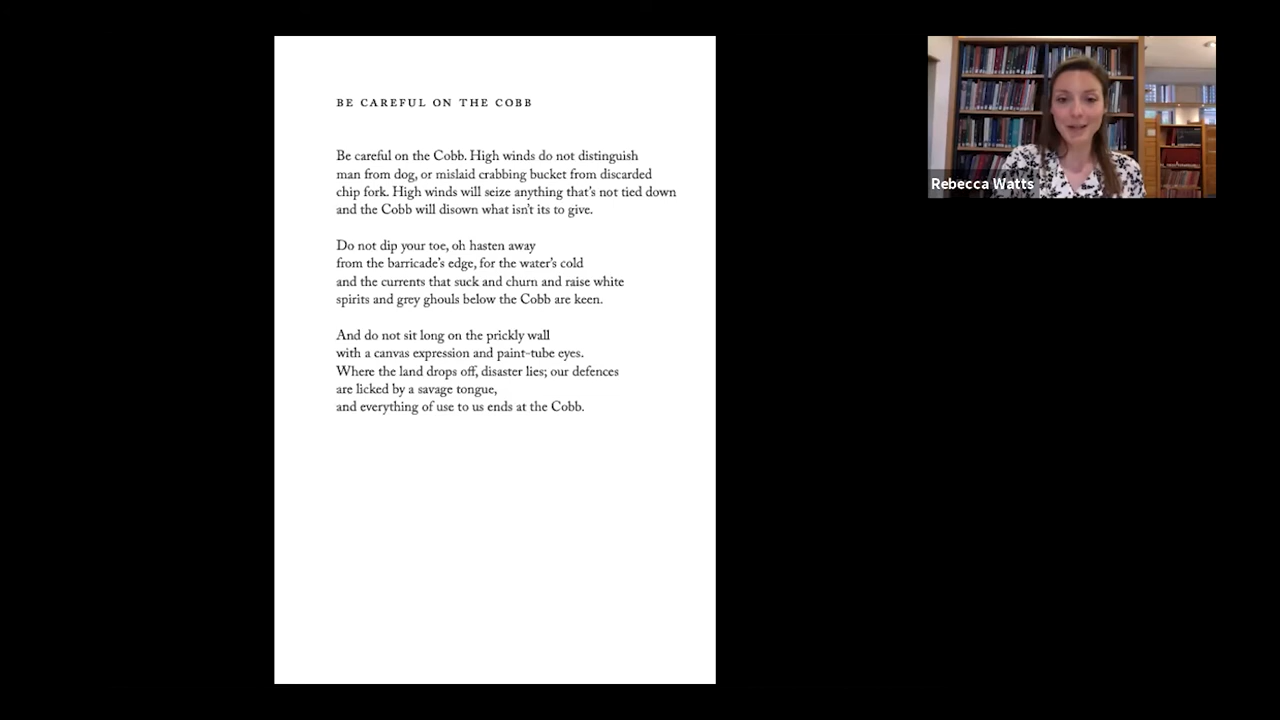 BE CAREFUL ON THE COBB
Be careful on the Cobb. High winds do not distinguish
man from dog, or mislaid crabbing bucket from discarded
chip fork. High winds will seize anything that's not tied down
and the Cobb will disown what isn't its to give.
Do not dip your toe, oh hasten away
from the barricade's edge, for the water's cold
and the currents that suck and churn and raise white
spirits and grey ghouls below the Cobb are keen.
And do not sit long on the prickly wall
with a canvas expression and paint-tube eyes.
Where the land drops off, disaster lies; our defences
are licked by a savage tongue,
and everything of use to us ends at the Cobb.
Rebecca Watts